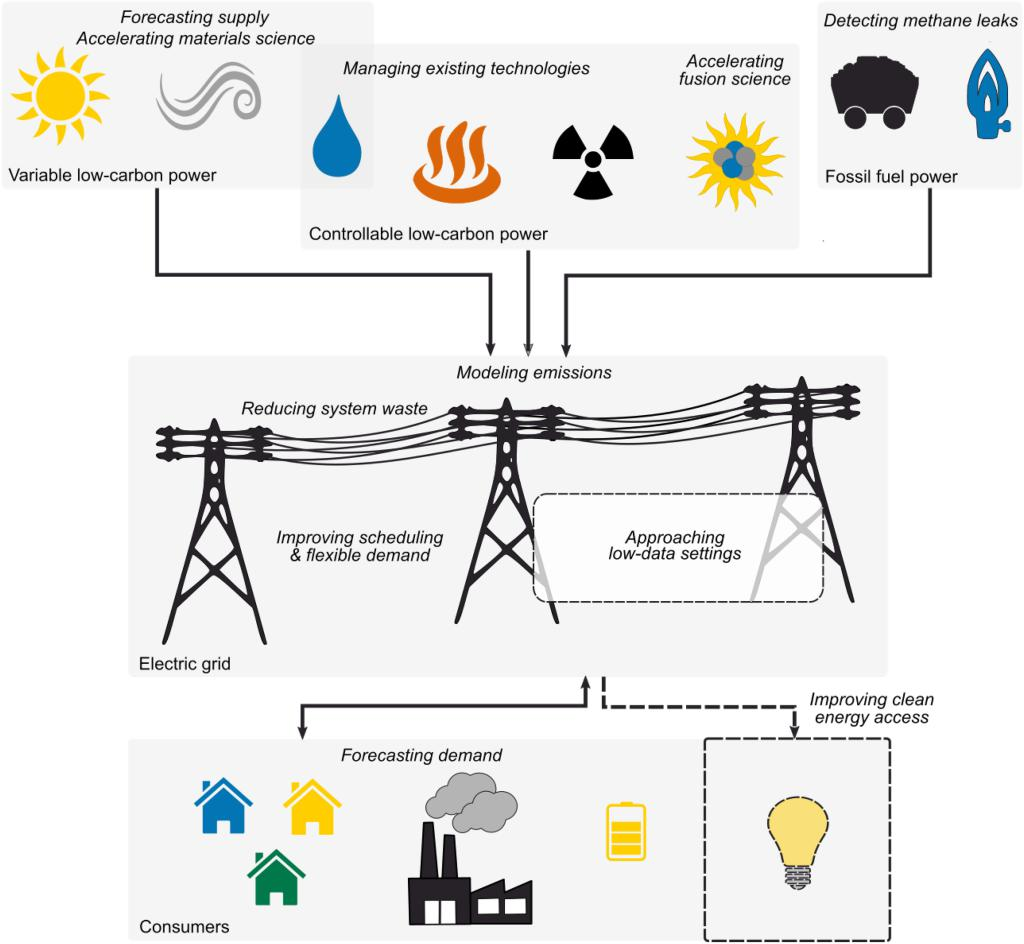 Forecasting supply
Accelerating materials science
Variable low-carbon power
Managing existing technologies
Accelerating
fusion science
Controllable low-carbon power
Detecting methane leaks
Fossil fuel power
Modeling emissions
Reducing system waste
Improving scheduling
& flexible demand
Approaching
low-data settings
Electric grid
Improving clean
energy access
Forecasting demand
Consumers